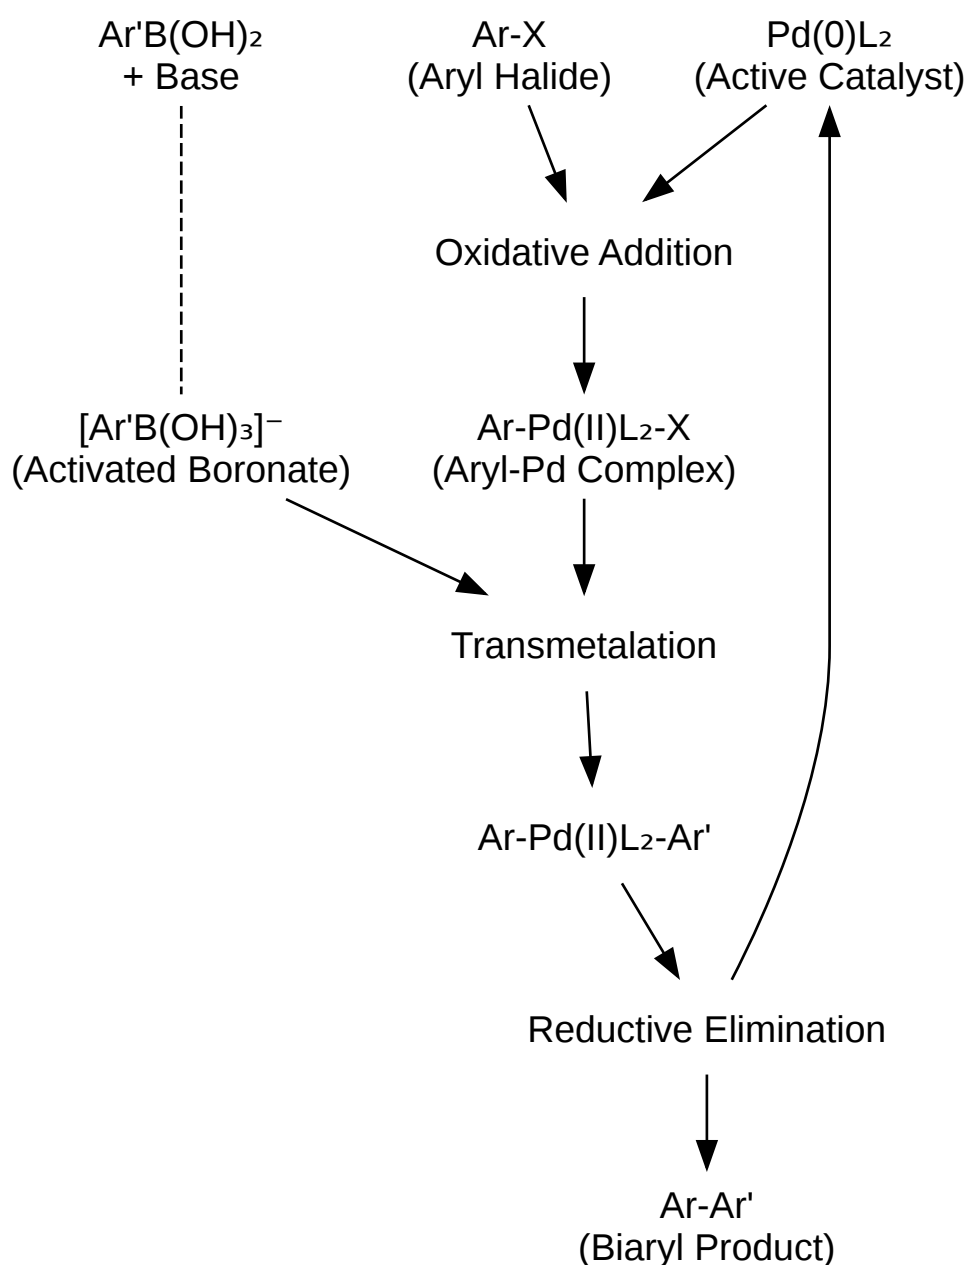 Ar'B(OH)₂
+ Base
Ar-X
(Aryl Halide)
Pd(0)L₂
(Active Catalyst)
Oxidative Addition
[Ar'B(OH)₃]⁻
(Activated Boronate)
Ar-Pd(II)L₂-X
(Aryl-Pd Complex)
Transmetalation
Ar-Pd(II)L₂-Ar'
Reductive Elimination
Ar-Ar'
(Biaryl Product)